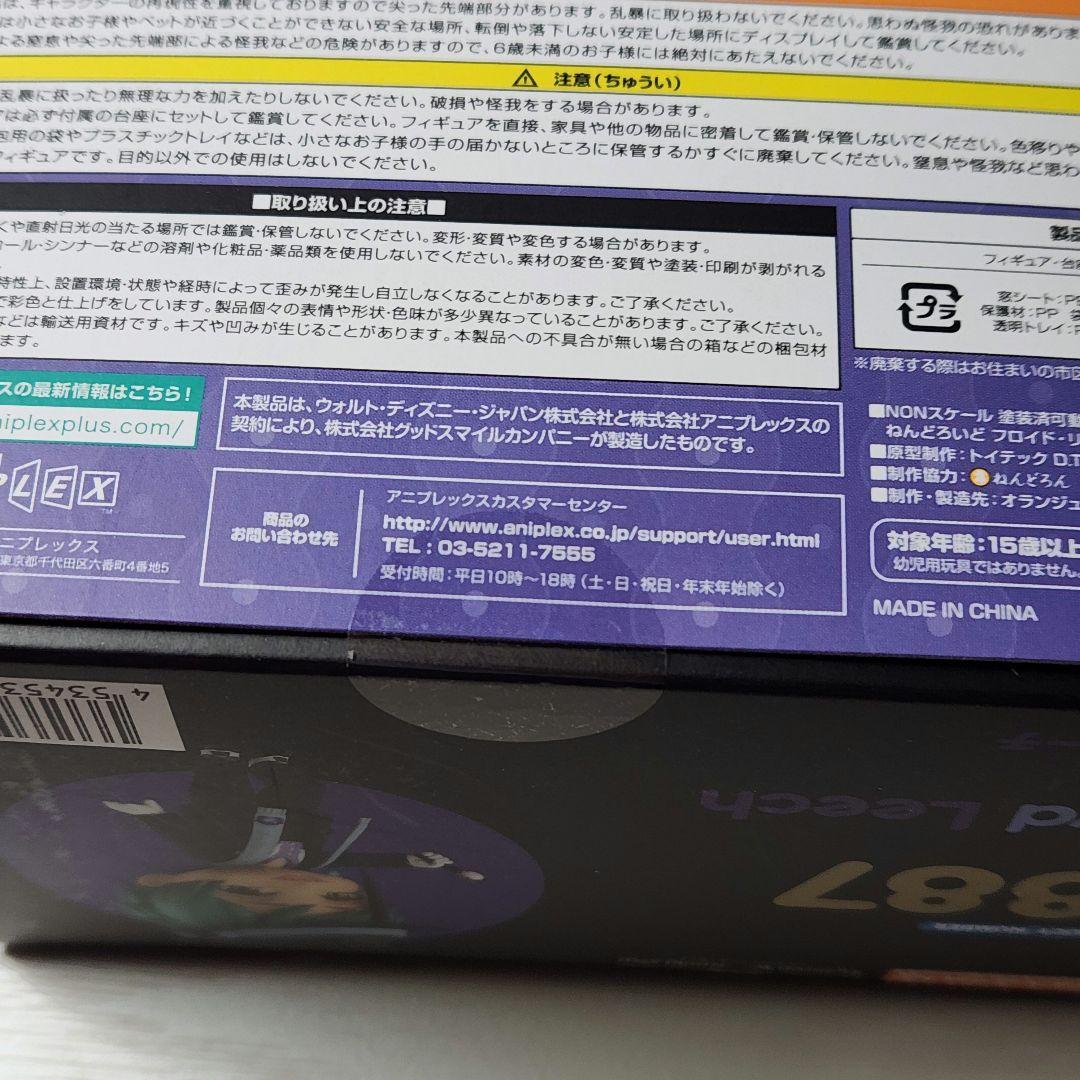 は、キャラクターの再現性を重視しておりますので尖った先端部分があります。乱暴に取り扱わないでください。思わぬ怪我の恐れがありま
は小さなお子様やペットが近づくことができない安全な場所、転倒や落下しない安定した場所にディスプレイして鑑賞してください。
よる窒息や尖った先端部による怪我などの危険がありますので、6歳未満のお子様には絶対にあたえないでください。
⚠ 注意(ちゅうい)
乱暴に扱ったり無理な力を加えたりしないでください。破損や怪我をする場合があります。
は必ず付属の台座にセットして鑑賞してください。フィギュアを直接、家具や他の物品に密着して鑑賞・保管しないでください。色移りや
包用の袋やプラスチックトレイなどは、小さなお子様の手の届かないところに保管するかすぐに廃棄してください。窒息や怪我など思わ
フィギュアです。目的以外での使用はしないでください。
■取り扱い上の注意■
くや直射日光の当たる場所では鑑賞・保管しないでください。変形・変質や変色する場合があります。
コール・シンナーなどの溶剤や化粧品・薬品類を使用しないでください。素材の変色・変質や塗装・印刷が剥がれる
特性上、設置環境・状態や経時によって歪みが発生し自立しなくなることがあります。ご了承ください。
で彩色と仕上げをしています。製品個々の表情や形状・色味が多少異なっていることがあります。ご了承ください。
などは輸送用資材です。キズや凹みが生じることがあります。本製品への不具合が無い場合の箱などの梱包材
ます。
製品
フィギュア・台座
プラ
窓シート:P
保護材:PP 袋
透明トレイ:P
※廃棄する際はお住まいの市区
スの最新情報はこちら!
niplexplus.com/
PLEX™
ニプレックス
東京都千代田区六番町4番地5
本製品は、ウォルト・ディズニー・ジャパン株式会社と株式会社アニプレックスの
契約により、株式会社グッドスマイルカンパニーが製造したものです。
商品の
お問い合わせ先
アニプレックスカスタマーセンター
http://www.aniplex.co.jp/support/user.html
TEL : 03-5211-7555
受付時間:平日10時〜18時(土・日・祝日・年末年始除く)
■NONスケール 塗装済可動
ねんどろいど フロイド・リ
■原型制作:トイテック D.T
■制作協力:ねんどろん
■制作・製造先:オランジュ
対象年齢:15歳以上
幼児用玩具ではありません。
MADE IN CHINA
4 53453
ーチ
d Leech
987